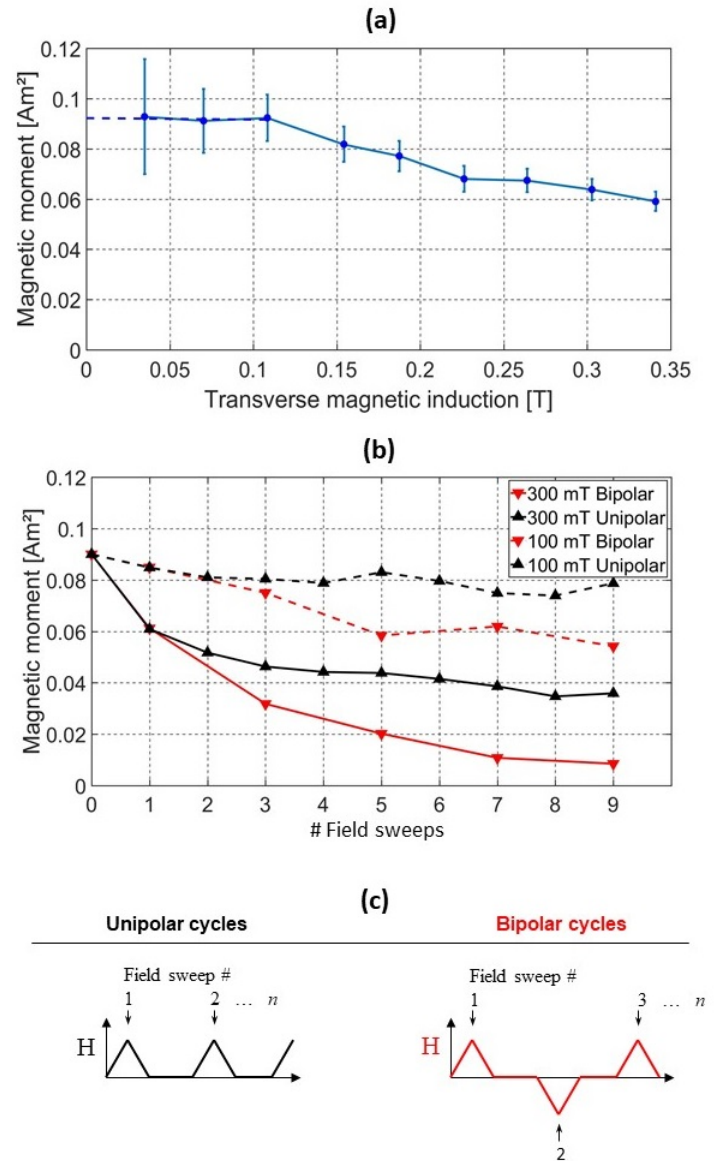 (a)
Magnetic moment [Am²]
0.12
0.1
0.08
0.06
0.04
0.02
0
0 0.05 0.1 0.15 0.2 0.25 0.3 0.35
Transverse magnetic induction [T]
(b)
Magnetic moment [Am²]
0.12
0.1
0.08
0.06
0.04
0.02
0
300 mT Bipolar
300 mT Unipolar
100 mT Bipolar
100 mT Unipolar
0 1 2 3 4 5 6 7 8 9
# Field sweeps
(c)
Unipolar cycles
Bipolar cycles
Field sweep #
1 2 ... n
H
Field sweep #
1 3 ... n
H
2